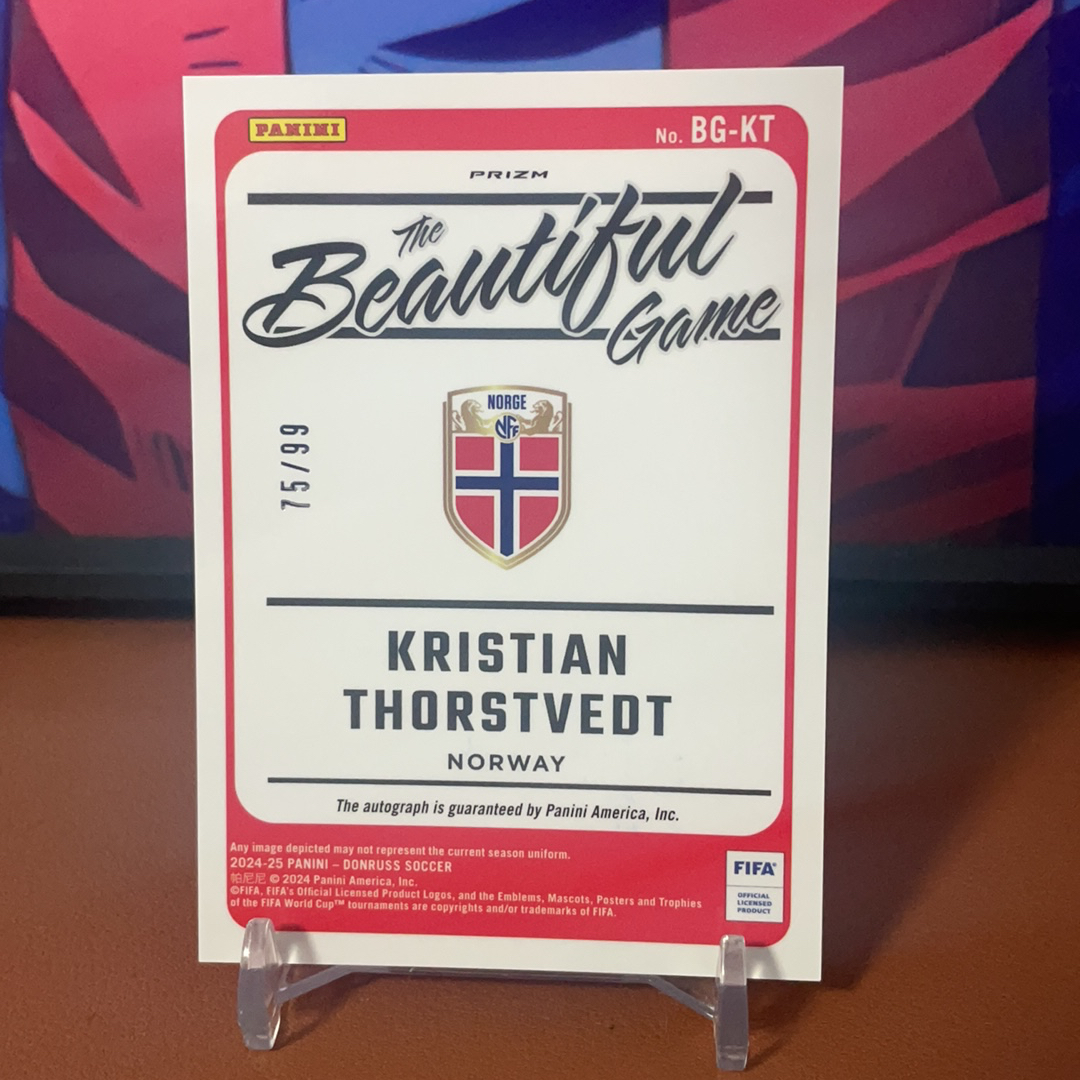 PANINI
No. BG-KT
PRIZM
The
Beautiful
Game
NORGE
NFF
75/99
KRISTIAN
THORSTVEDT
NORWAY
The autograph is guaranteed by Panini America, Inc.
Any image depicted may not represent the current season uniform.
2024-25 PANINI – DONRUSS SOCCER
帕尼尼 © 2024 Panini America, Inc.
©FIFA, FIFA's Official Licensed Product Logos, and the Emblems, Mascots, Posters and Trophies
of the FIFA World Cup™ tournaments are copyrights and/or trademarks of FIFA.
FIFA®
OFFICIAL
LICENSED
PRODUCT